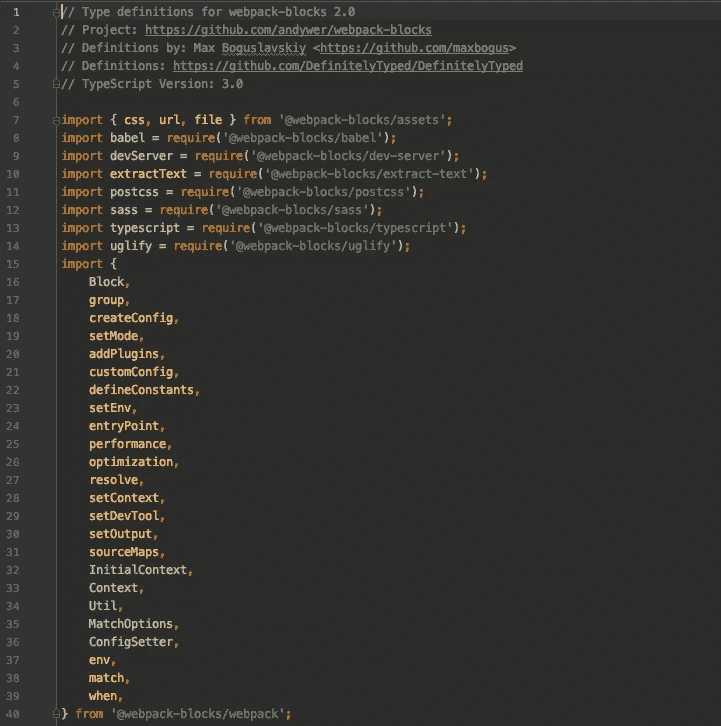 1 // Type definitions for webpack-blocks 2.0
2 // Project: https://github.com/andywer/webpack-blocks
3 // Definitions by: Max Boguslavskiy <https://github.com/maxbogus>
4 // Definitions: https://github.com/DefinitelyTyped/DefinitelyTyped
5 // TypeScript Version: 3.0
6
7 import { css, url, file } from '@webpack-blocks/assets';
8 import babel = require('@webpack-blocks/babel');
9 import devServer = require('@webpack-blocks/dev-server');
10 import extractText = require('@webpack-blocks/extract-text');
11 import postcss = require('@webpack-blocks/postcss');
12 import sass = require('@webpack-blocks/sass');
13 import typescript = require('@webpack-blocks/typescript');
14 import uglify = require('@webpack-blocks/uglify');
15 import {
16     Block,
17     group,
18     createConfig,
19     setMode,
20     addPlugins,
21     customConfig,
22     defineConstants,
23     setEnv,
24     entryPoint,
25     performance,
26     optimization,
27     resolve,
28     setContext,
29     setDevTool,
30     setOutput,
31     sourceMaps,
32     InitialContext,
33     Context,
34     Util,
35     MatchOptions,
36     ConfigSetter,
37     env,
38     match,
39     when,
40 } from '@webpack-blocks/webpack';